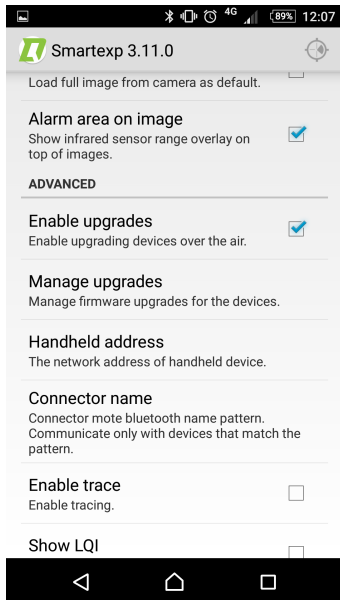 4G 89% 12:07
Smartexp 3.11.0
Load full image from camera as default.
Alarm area on image
Show infrared sensor range overlay on
top of images.
ADVANCED
Enable upgrades
Enable upgrading devices over the air.
Manage upgrades
Manage firmware upgrades for the devices.
Handheld address
The network address of handheld device.
Connector name
Connector mote bluetooth name pattern.
Communicate only with devices that match the
pattern.
Enable trace
Enable tracing.
Show LQI